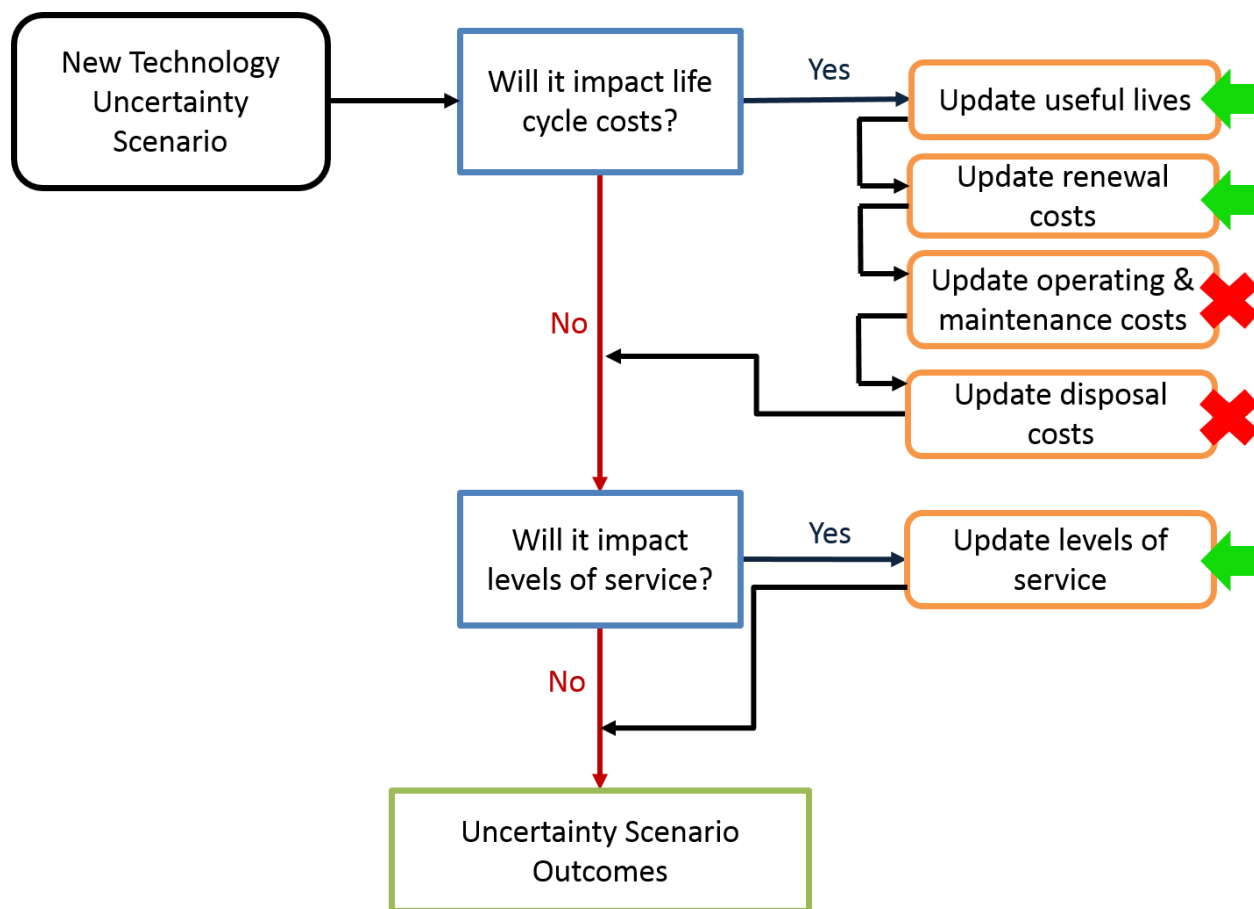 New Technology
Uncertainty
Scenario
Will it impact life
cycle costs?
Yes
Update useful lives
Update renewal
costs
Update operating &
maintenance costs
No
Update disposal
costs
Will it impact
levels of service?
Yes
Update levels of
service
No
Uncertainty Scenario
Outcomes